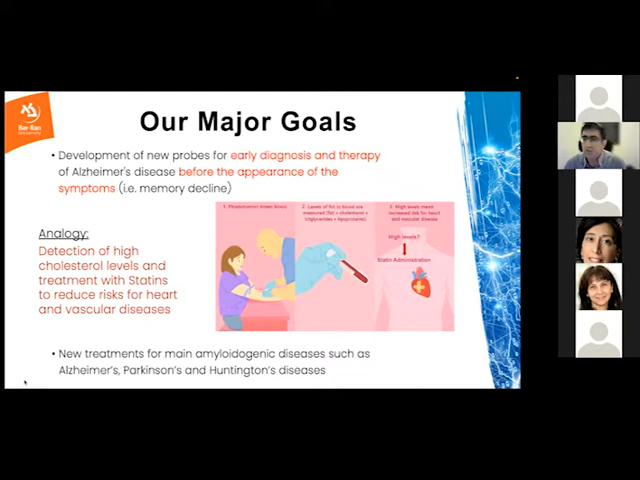 Bar-Ilan
University
Our Major Goals
• Development of new probes for early diagnosis and therapy
of Alzheimer's disease before the appearance of the
symptoms (i.e. memory decline)
Analogy:
Detection of high
cholesterol levels and
treatment with Statins
to reduce risks for heart
and vascular diseases
1. Phlebotomist draws blood
2. Levels of fat in blood are
measured (fat = cholesterol +
triglycerides + lipoproteins)
3. High levels mean
increased risk for heart
and vascular disease
High levels?
Statin Administration
• New treatments for main amyloidogenic diseases such as
Alzheimer's, Parkinson's and Huntington's diseases